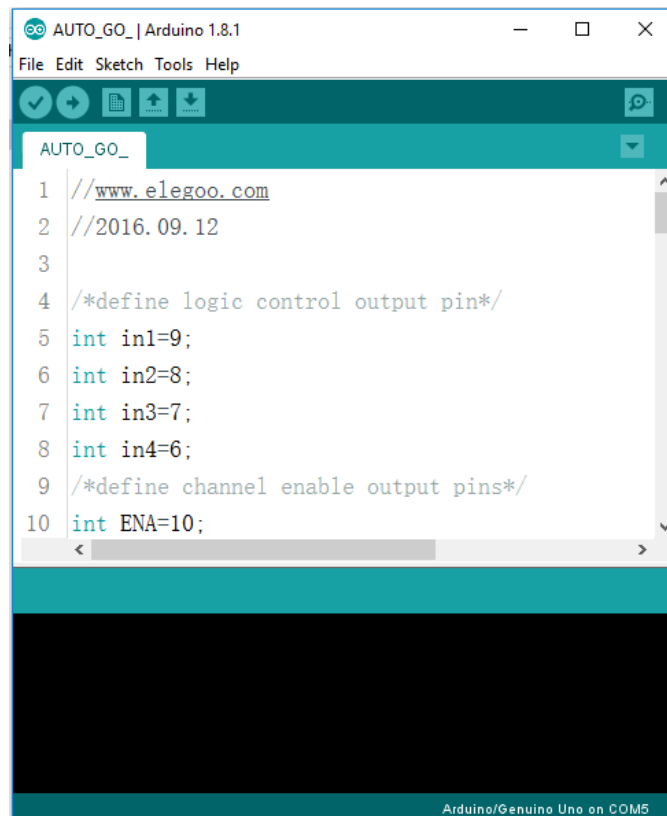 AUTO_GO_ | Arduino 1.8.1
File Edit Sketch Tools Help
AUTO_GO_
1 //www.elegoo.com
2 //2016.09.12
3
4 /*define logic control output pin*/
5 int in1=9;
6 int in2=8;
7 int in3=7;
8 int in4=6;
9 /*define channel enable output pins*/
10 int ENA=10;
Arduino/Genuino Uno on COM5